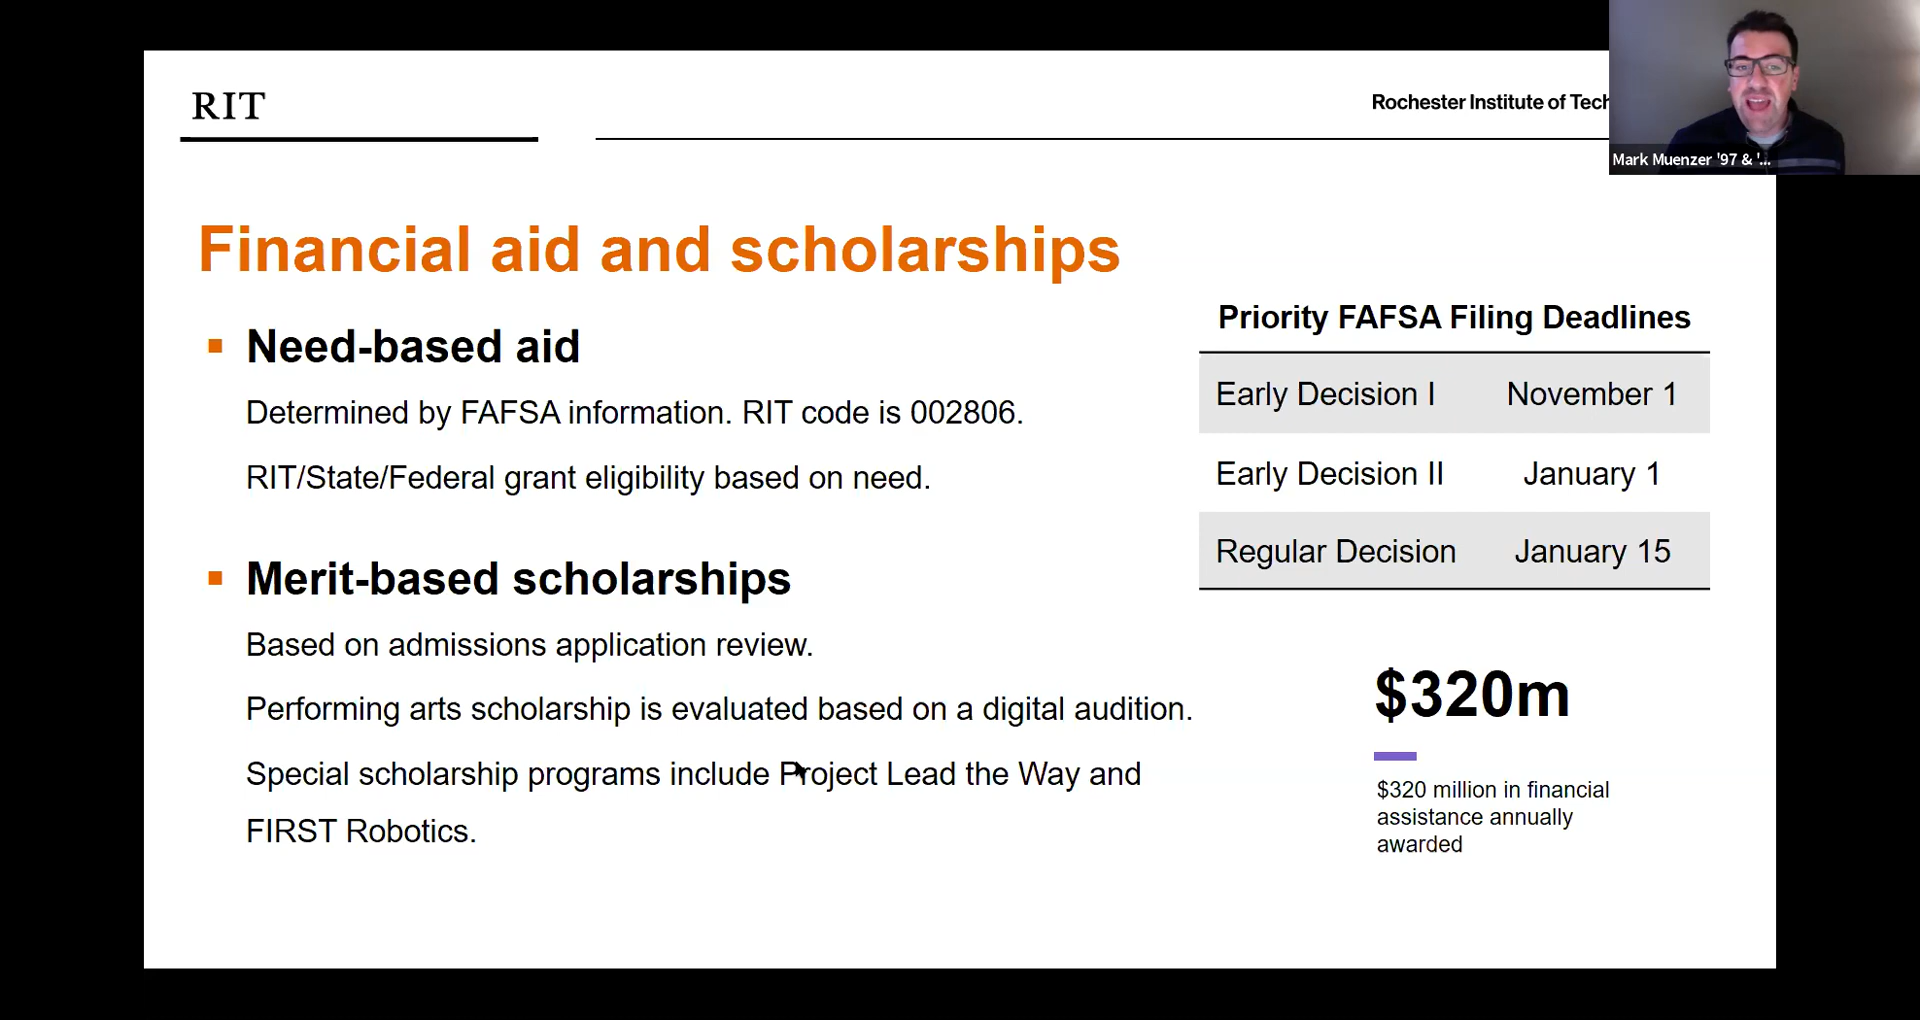 RIT
Rochester Institute of Tech
Mark Muenzer '97 & '...
Financial aid and scholarships
Need-based aid
Determined by FAFSA information. RIT code is 002806.
RIT/State/Federal grant eligibility based on need.
Merit-based scholarships
Based on admissions application review.
Performing arts scholarship is evaluated based on a digital audition.
Special scholarship programs include Project Lead the Way and
FIRST Robotics.
Priority FAFSA Filing Deadlines
Early Decision I November 1
Early Decision II January 1
Regular Decision January 15
$320m
$320 million in financial
assistance annually
awarded